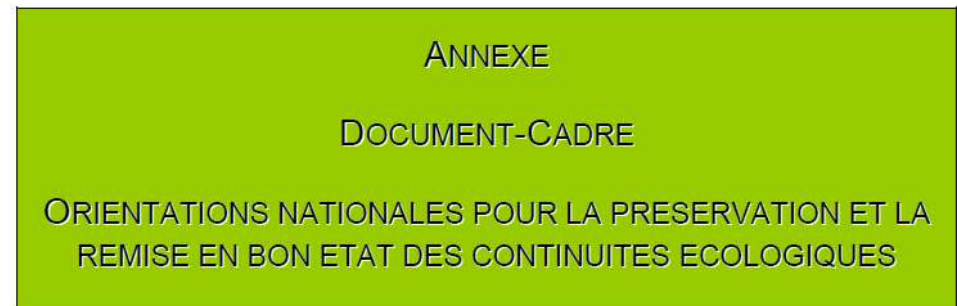 ANNEXE
DOCUMENT-CADRE
ORIENTATIONS NATIONALES POUR LA PRESERVATION ET LA
REMISE EN BON ETAT DES CONTINUITES ECOLOGIQUES